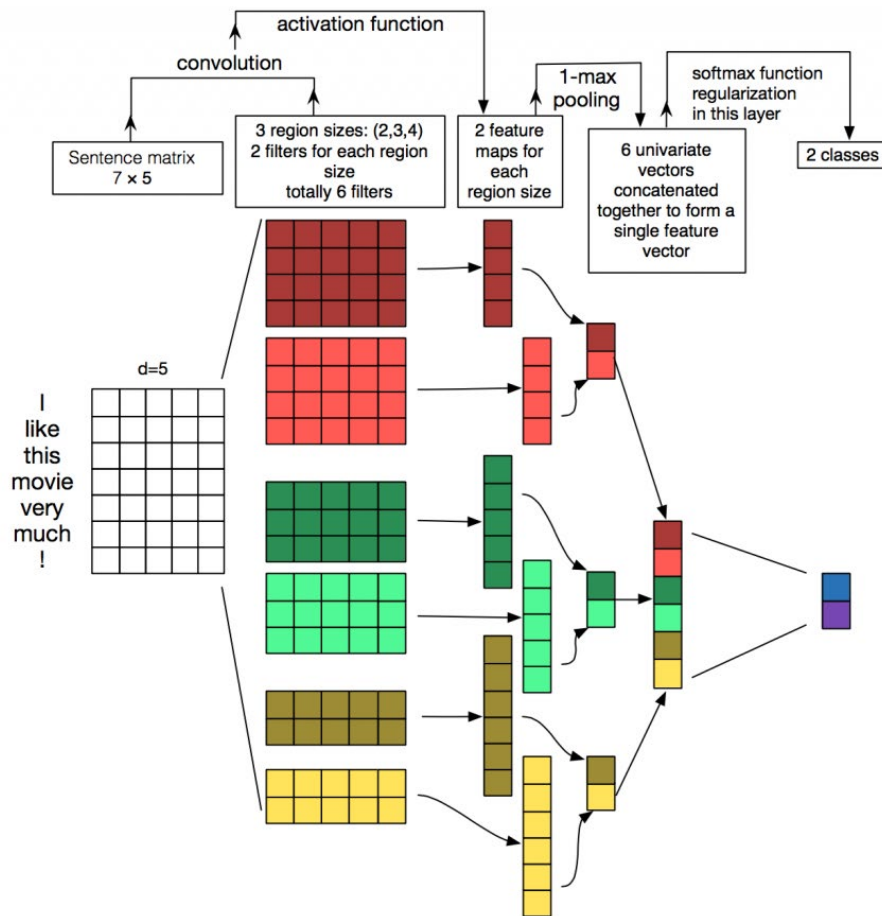 activation function
convolution
1-max
pooling
softmax function
regularization
in this layer
Sentence matrix
7 × 5
3 region sizes: (2,3,4)
2 filters for each region
size
totally 6 filters
2 feature
maps for
each
region size
6 univariate
vectors
concatenated
together to form a
single feature
vector
2 classes
d=5
I
like
this
movie
very
much
!